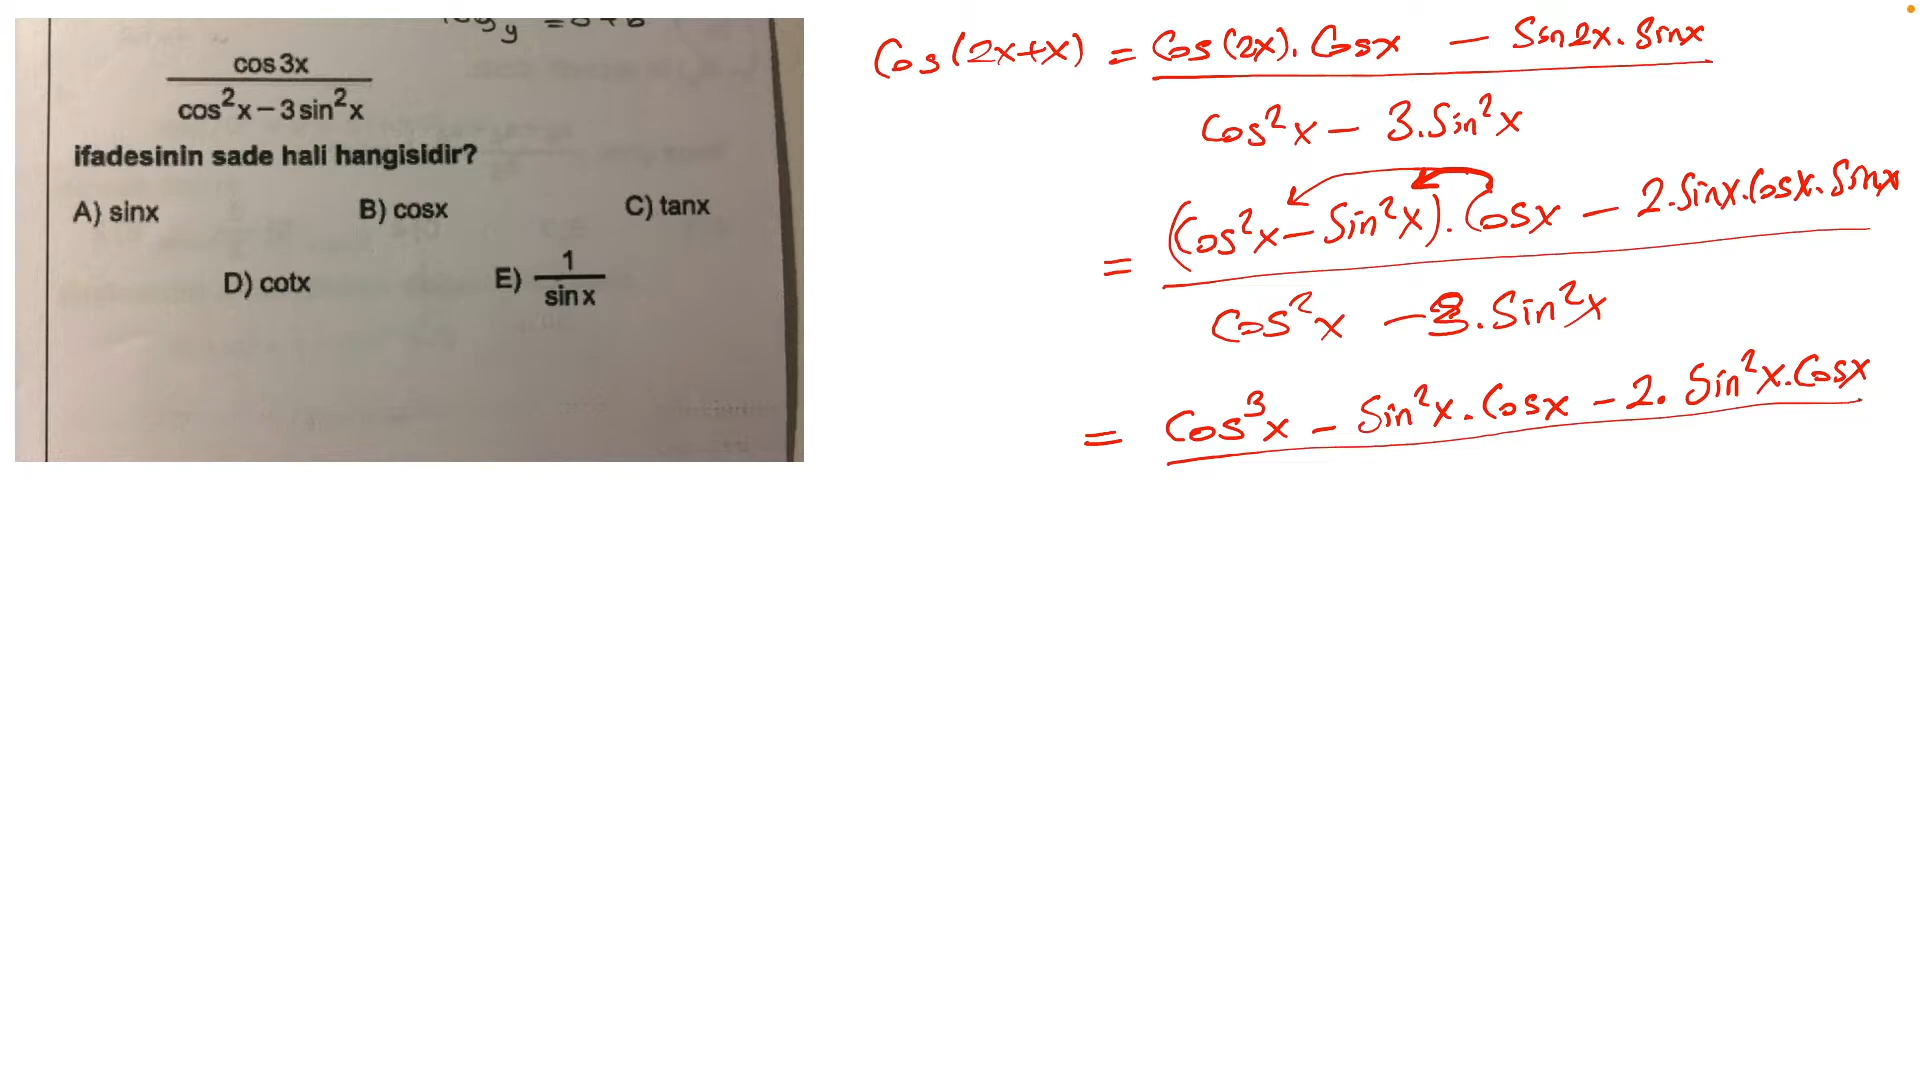 cos3x
cos²x − 3sin²x
ifadesinin sade hali hangisidir?
A) sinx B) cosx C) tanx
D) cotx E) 1/sinx
Cos(2x+x) = Cos(2x).Cosx − Sin2x.Sinx
Cos²x − 3.Sin²x
= (Cos²x − Sin²x).Cosx − 2.Sinx.Cosx.Sinx
Cos²x − 3.Sin²x
= Cos³x − Sin²x.Cosx − 2.Sin²x.Cosx